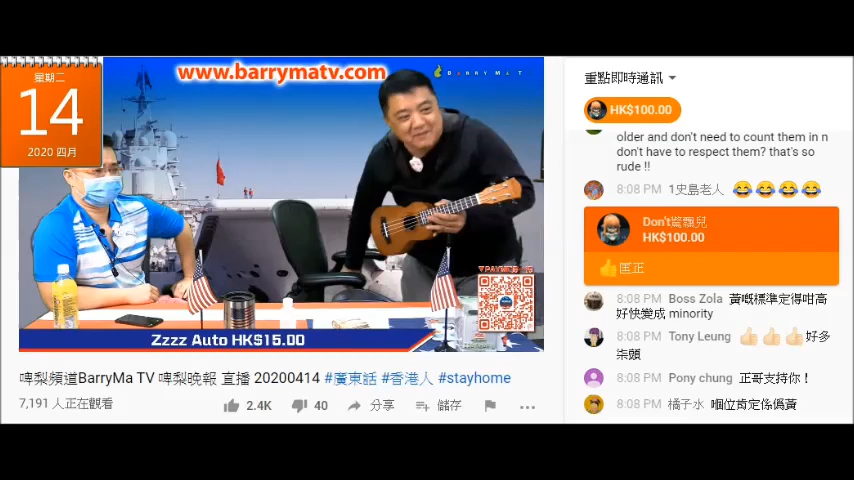 星期二
14
2020 四月
www.barrymatv.com
BARRY MA T
Zzzz Auto HK$15.00
啤梨頻道BarryMa TV 啤梨晚報 直播 20200414 #廣東話 #香港人 #stayhome
7,191 人正在觀看
2.4K
40
分享
儲存
重點即時通訊
HK$100.00
older and don't need to count them in n
don't have to respect them? that's so
rude !!
8:08 PM 1史島老人 😂😂😂😂
Don't驚飄兒
HK$100.00
👍匡正
8:08 PM Boss Zola 黃嘅標準定得咁高
好快變成 minority
8:08 PM Tony Leung 👍👍👍好多
柒頭
8:08 PM Pony chung 正哥支持你！
8:08 PM 橘子水 嗰位肯定係僞黃